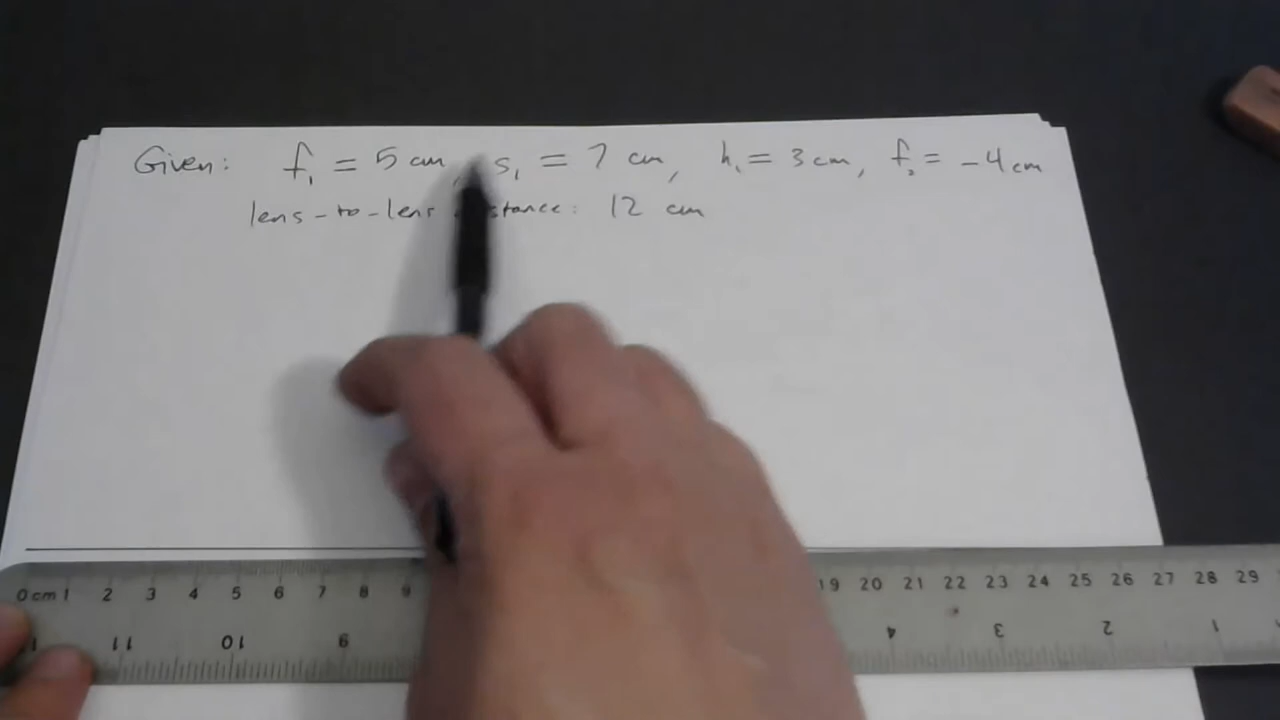 Given: f₁ = 5 cm, s₁ = 7 cm, h₁ = 3 cm, f₂ = -4 cm
lens-to-lens 12 cm
0 cm 1 2 3 4 5 6 7 8 9 19 20 21 22 23 24 25 26 27 28 29
11 10 9 4 3 2 1